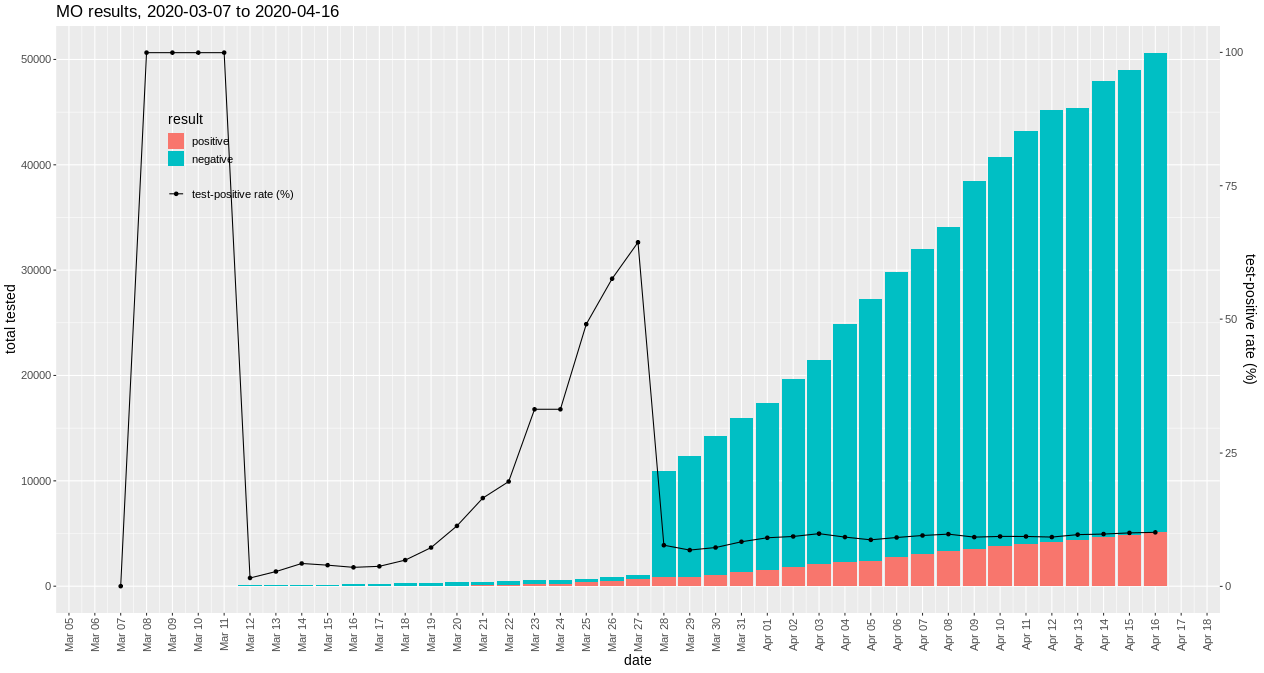 MO results, 2020-03-07 to 2020-04-16
50000
40000
30000
20000
10000
0
total tested
result
positive
negative
test-positive rate (%)
100
75
50
25
0
test-positive rate (%)
Mar 05
Mar 06
Mar 07
Mar 08
Mar 09
Mar 10
Mar 11
Mar 12
Mar 13
Mar 14
Mar 15
Mar 16
Mar 17
Mar 18
Mar 19
Mar 20
Mar 21
Mar 22
Mar 23
Mar 24
Mar 25
Mar 26
Mar 27
Mar 28
Mar 29
Mar 30
Mar 31
Apr 01
Apr 02
Apr 03
Apr 04
Apr 05
Apr 06
Apr 07
Apr 08
Apr 09
Apr 10
Apr 11
Apr 12
Apr 13
Apr 14
Apr 15
Apr 16
Apr 17
Apr 18
date